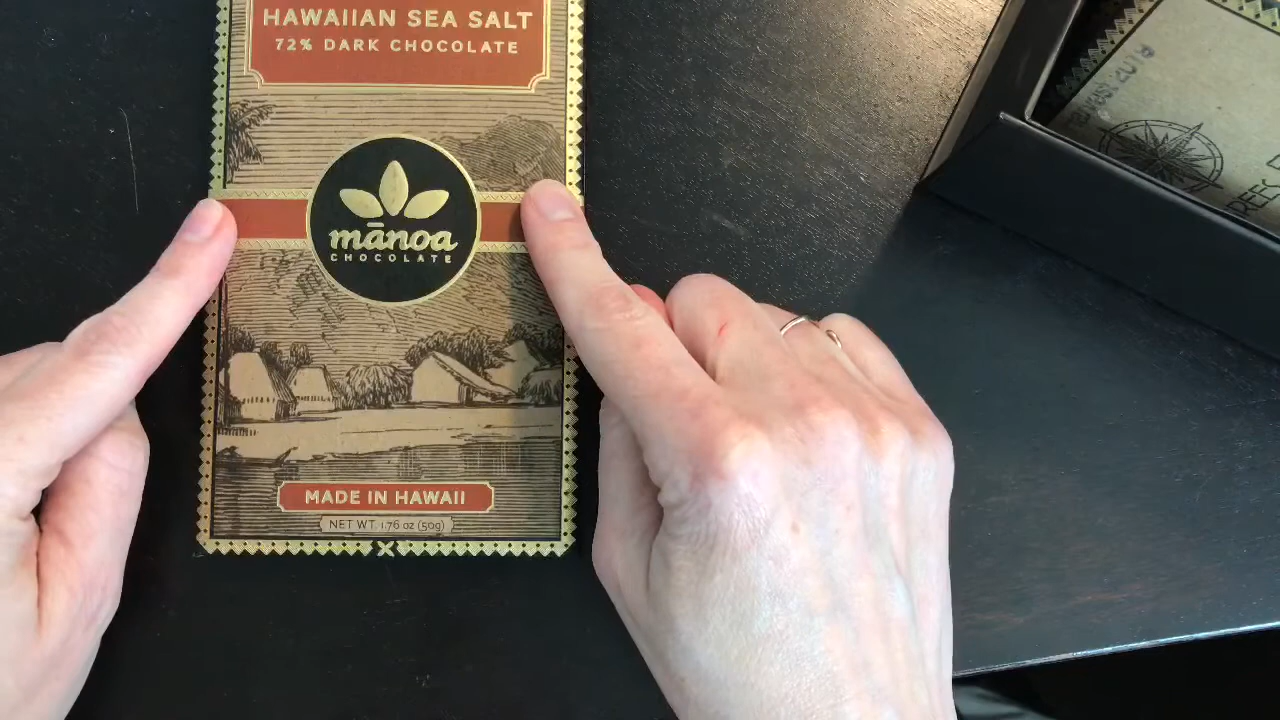 HAWAIIAN SEA SALT
72% DARK CHOCOLATE
mānoa
CHOCOLATE
MADE IN HAWAII
NET WT. 1.76 oz (50g)